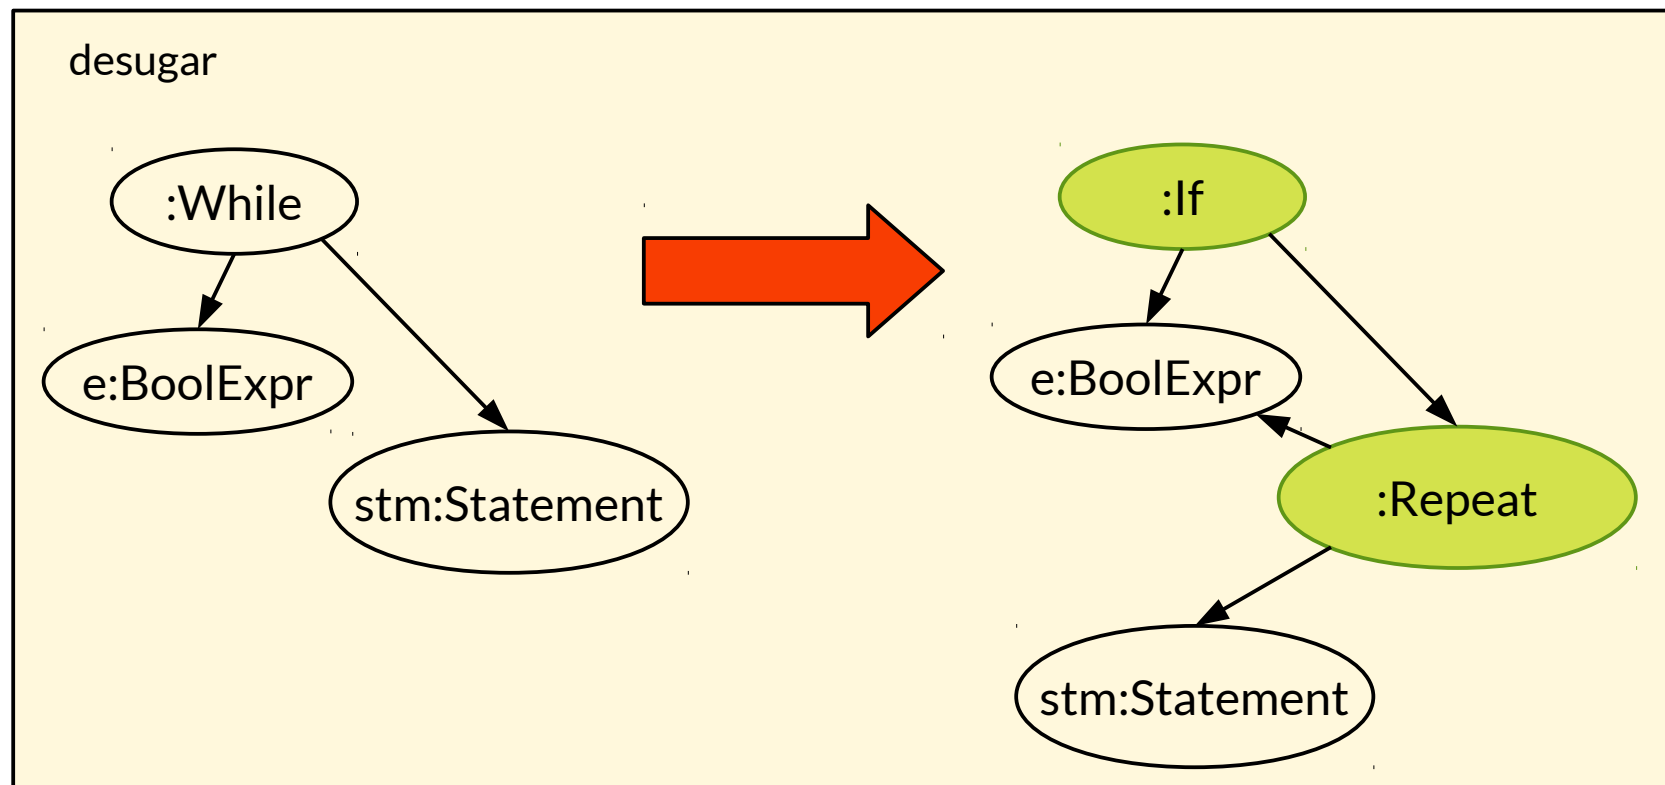 desugar
:While
e:BoolExpr
stm:Statement
:If
e:BoolExpr
:Repeat
stm:Statement